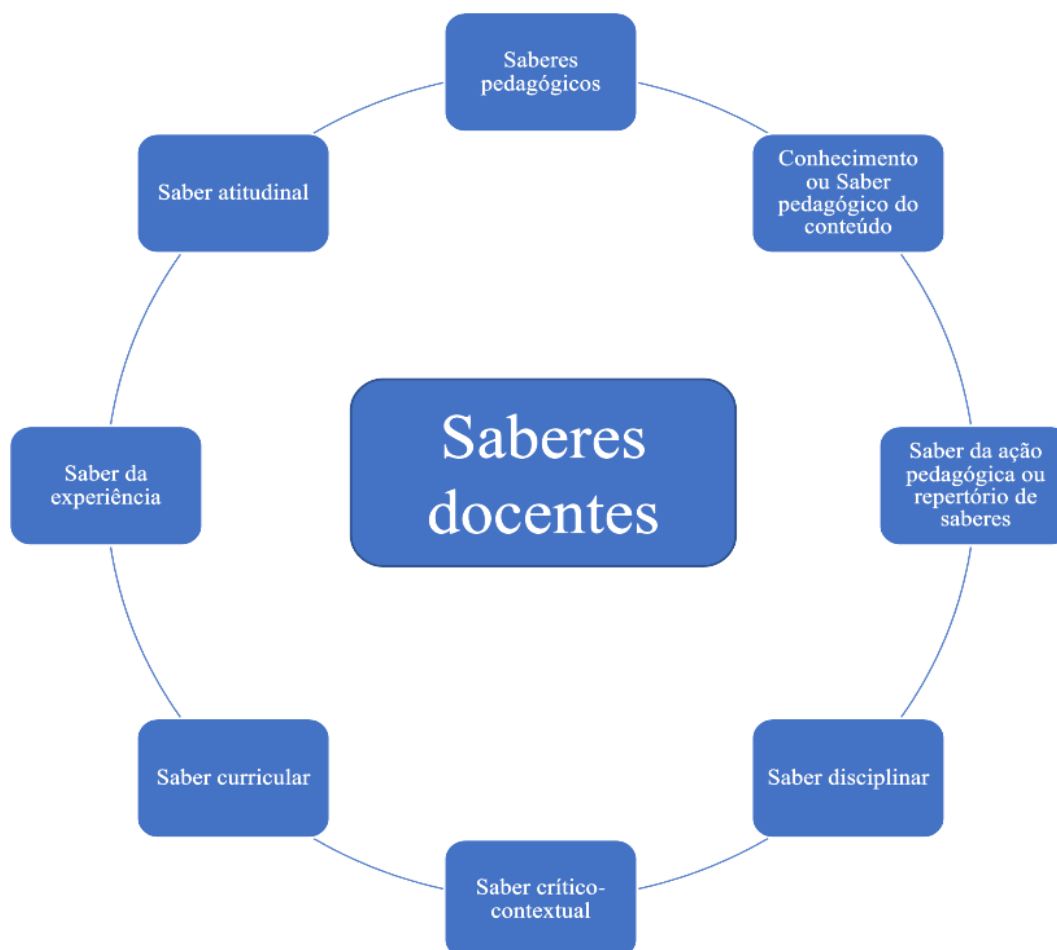 Saberes
pedagógicos
Conhecimento
ou Saber
pedagógico do
conteúdo
Saber da ação
pedagógica ou
repertório de
saberes
Saber disciplinar
Saber crítico-
contextual
Saber curricular
Saber da
experiência
Saber atitudinal
Saberes
docentes